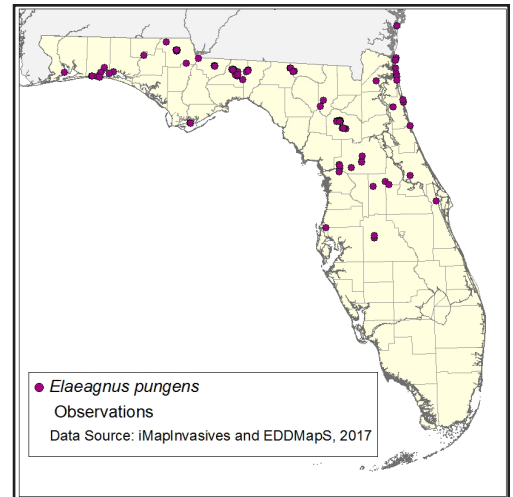 Elaeagnus pungens
Observations
Data Source: iMapInvasives and EDDMapS, 2017